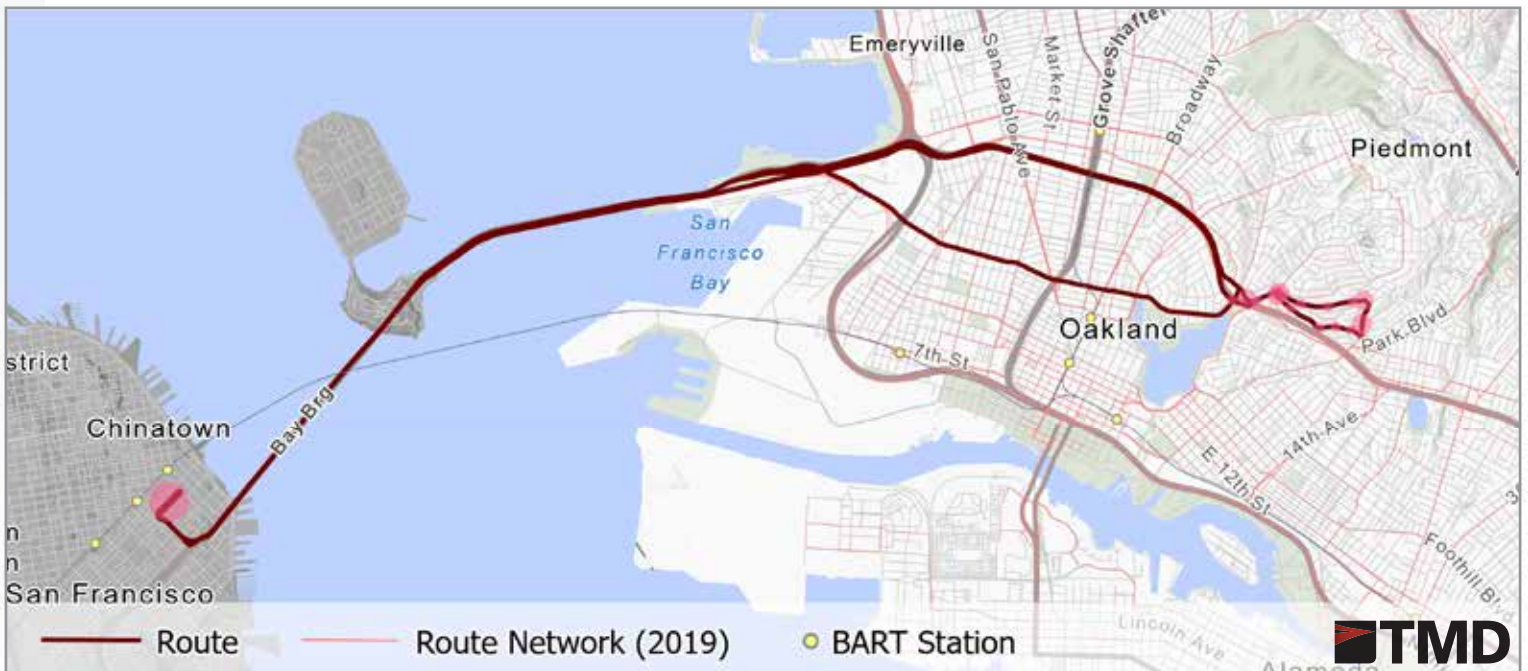 Emeryville
San Pablo Ave
Market St
Grove Shafter
Broadway
Piedmont
San
Francisco
Bay
Oakland
Park Blvd
7th St
strict
Chinatown
Bay Brg
14th Ave
E 12th St
Foothill Blvd
n
n
San Francisco
Route
Route Network (2019)
BART Station
Lincoln Ave
Alameda
TMD